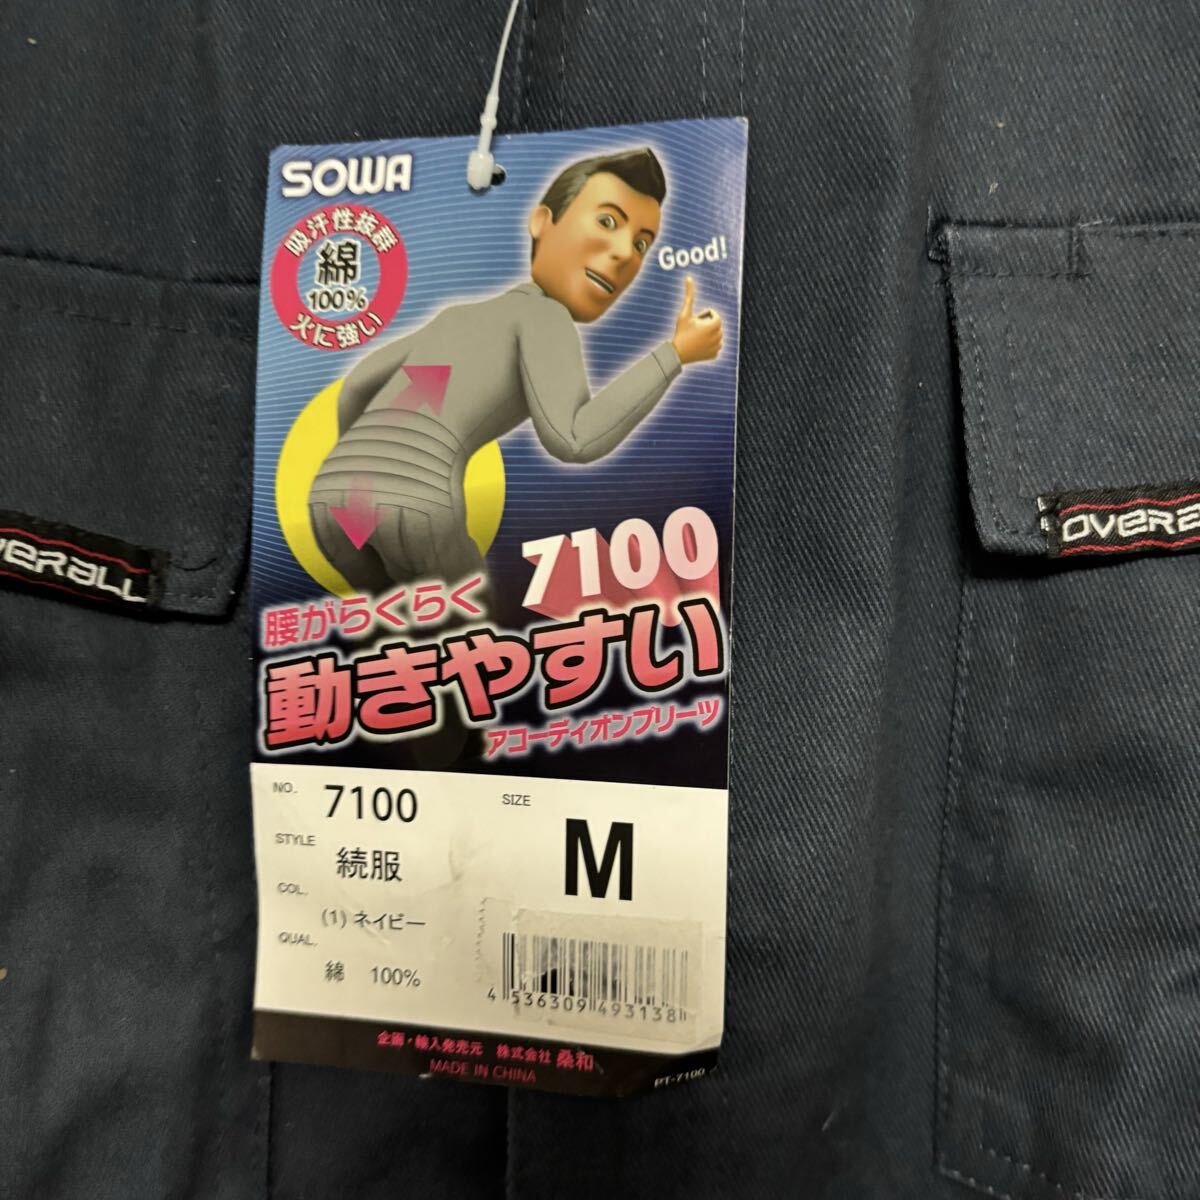 SOWA
吸汗性抜群
綿
100%
火に強い
Good!
7100
腰がらくらく
動きやすい
アコーディオンプリーツ
NO. 7100
SIZE M
STYLE 続服
COL. (1) ネイビー
QUAL. 綿 100%
4 536309 493138
企画・輸入発売元 株式会社 桑和
MADE IN CHINA
PT-7100
VERALL
OVERA